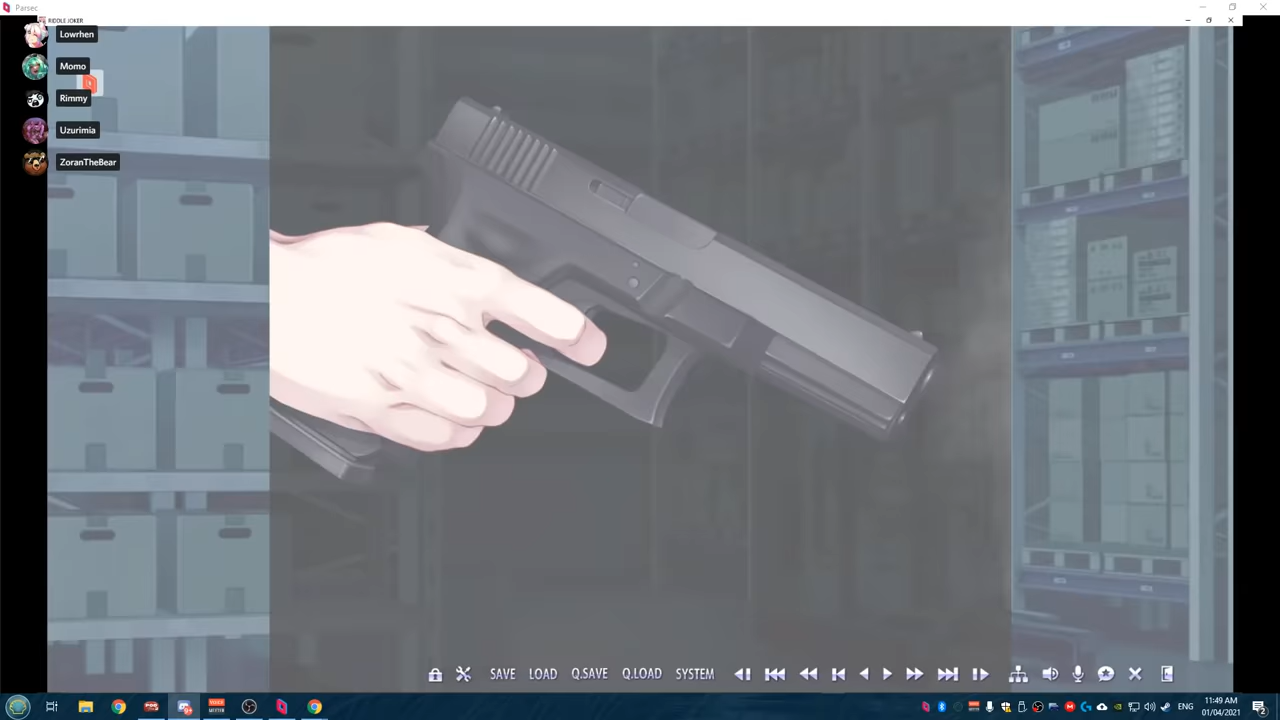 Parsec
RIDDLE JOKER
Lowrhen
Momo
Rimmy
Uzurimia
ZoranTheBear
SAVE LOAD Q.SAVE Q.LOAD SYSTEM
ENG
11:49 AM
01/04/2021
2